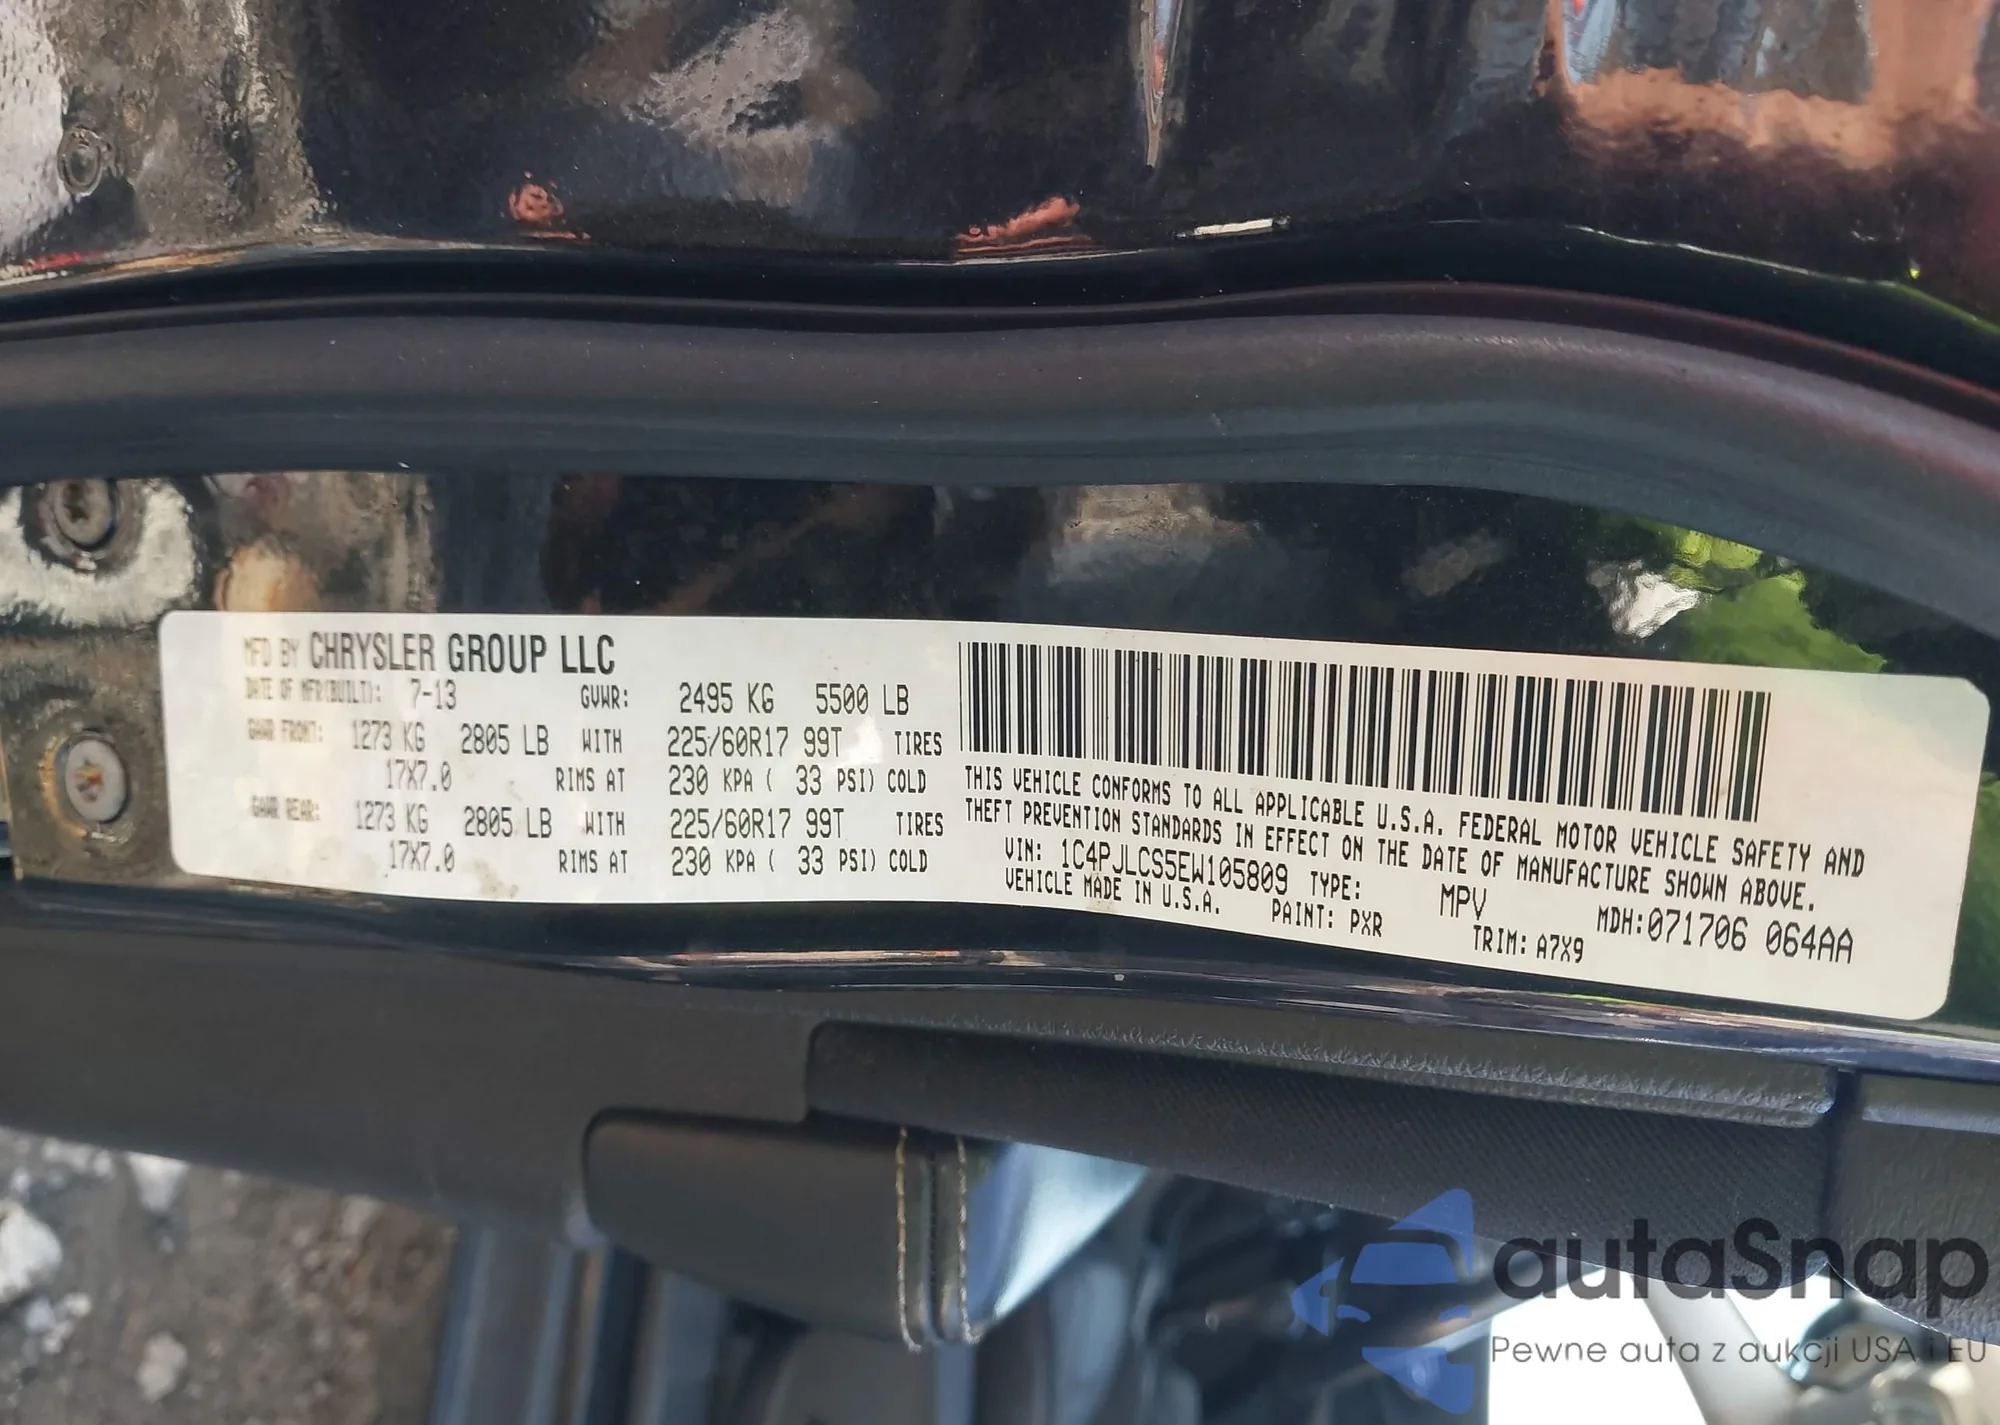 MFD BY CHRYSLER GROUP LLC
DATE OF MFR(BUILT): 7-13 GVWR: 2495 KG 5500 LB
GAWR FRONT: 1273 KG 2805 LB WITH 225/60R17 99T TIRES
17X7.0 RIMS AT 230 KPA ( 33 PSI) COLD
GAWR REAR: 1273 KG 2805 LB WITH 225/60R17 99T TIRES
17X7.0 RIMS AT 230 KPA ( 33 PSI) COLD
THIS VEHICLE CONFORMS TO ALL APPLICABLE U.S.A. FEDERAL MOTOR VEHICLE SAFETY AND
THEFT PREVENTION STANDARDS IN EFFECT ON THE DATE OF MANUFACTURE SHOWN ABOVE.
VIN: 1C4PJLCS5EW105809 TYPE: MPV MDH:071706 064AA
VEHICLE MADE IN U.S.A. PAINT: PXR TRIM: A7X9
autaSnap
Pewne auta z aukcji USA i EU